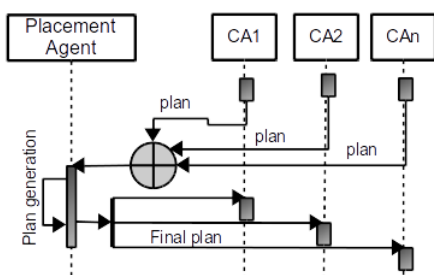 Placement
Agent
CA1
CA2
CAn
plan
plan
plan
Plan generation
Final plan